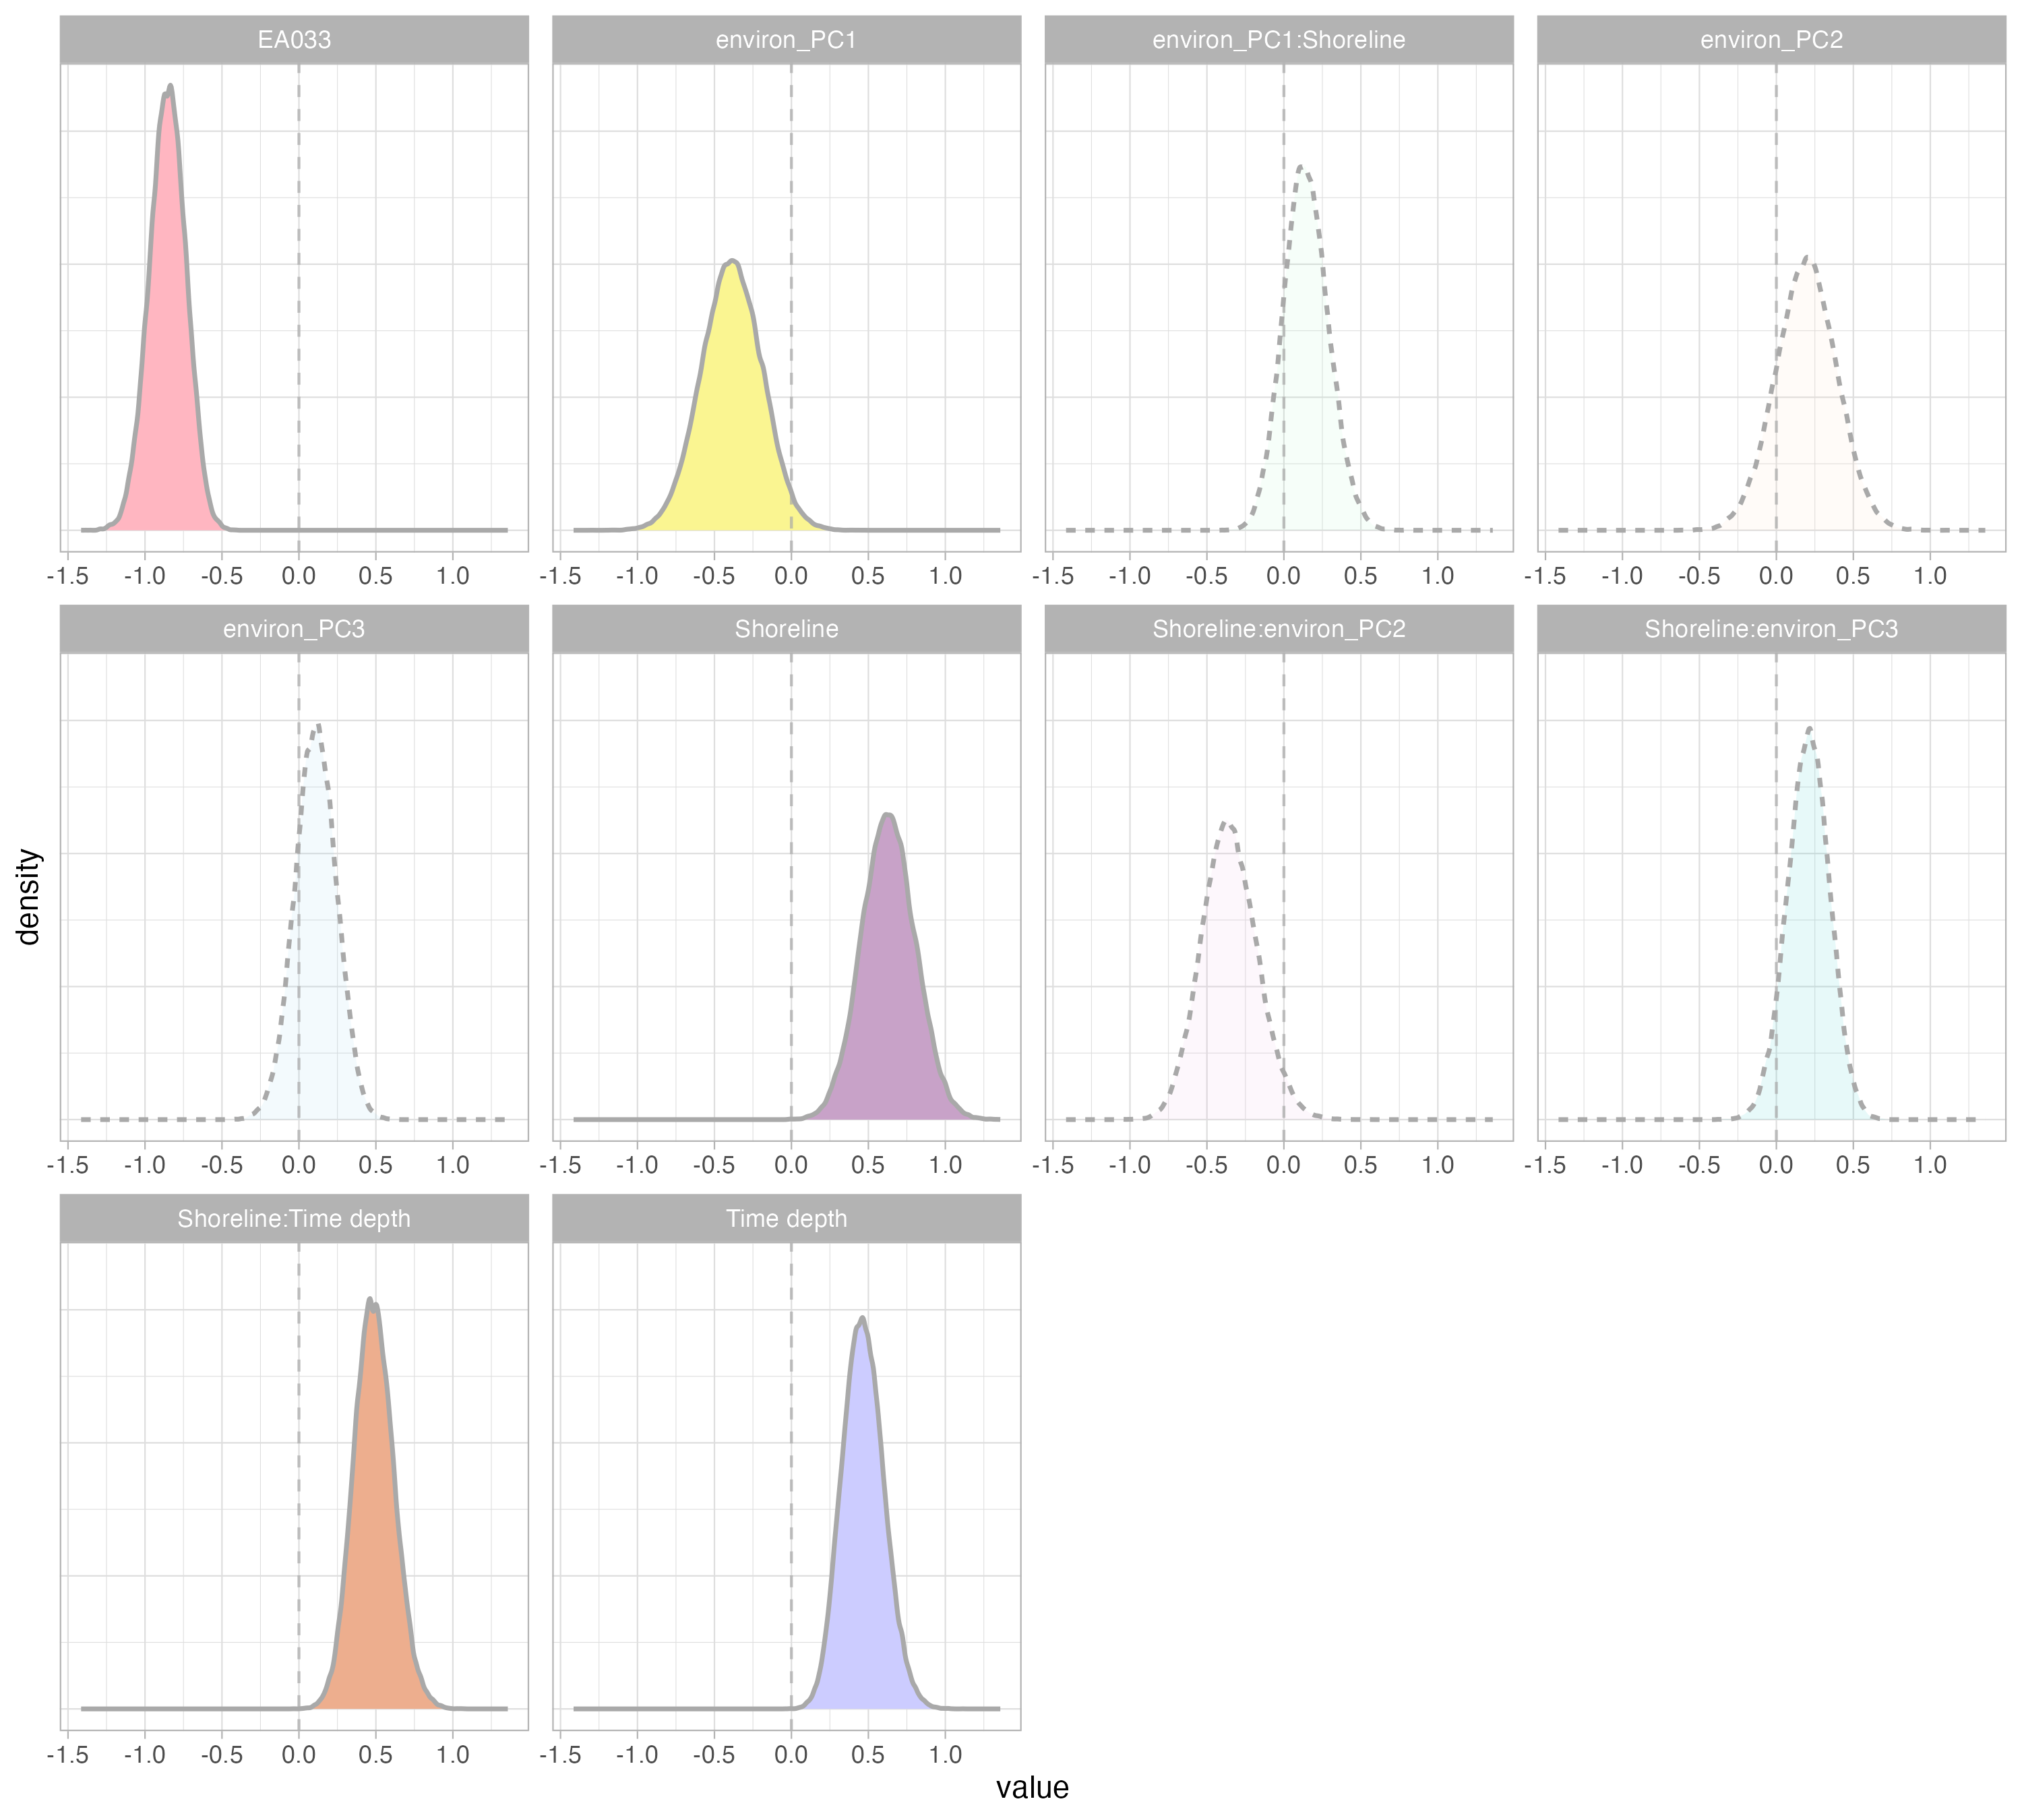 EA033
environ_PC1
environ_PC1:Shoreline
environ_PC2
-1.5 -1.0 -0.5 0.0 0.5 1.0
-1.5 -1.0 -0.5 0.0 0.5 1.0
-1.5 -1.0 -0.5 0.0 0.5 1.0
-1.5 -1.0 -0.5 0.0 0.5 1.0
environ_PC3
Shoreline
Shoreline:environ_PC2
Shoreline:environ_PC3
density
-1.5 -1.0 -0.5 0.0 0.5 1.0
-1.5 -1.0 -0.5 0.0 0.5 1.0
-1.5 -1.0 -0.5 0.0 0.5 1.0
-1.5 -1.0 -0.5 0.0 0.5 1.0
Shoreline:Time depth
Time depth
-1.5 -1.0 -0.5 0.0 0.5 1.0
-1.5 -1.0 -0.5 0.0 0.5 1.0
value